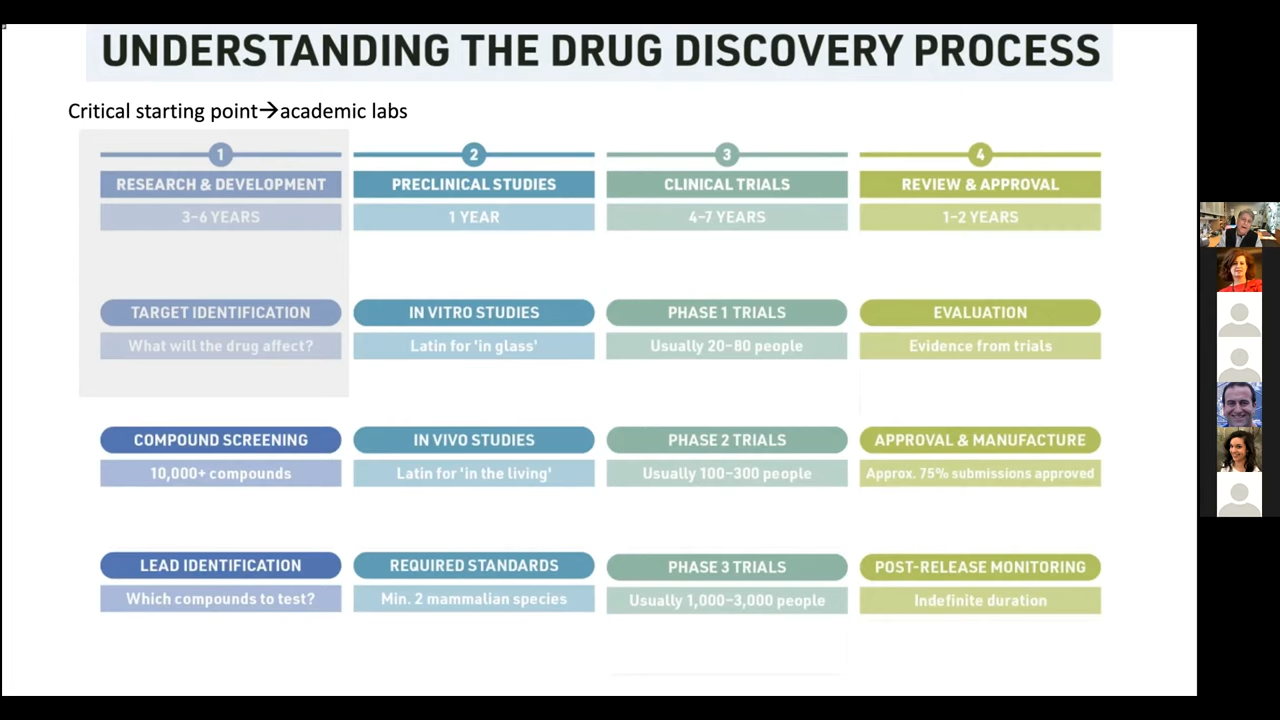 UNDERSTANDING THE DRUG DISCOVERY PROCESS
Critical starting point→academic labs
1
RESEARCH & DEVELOPMENT
3–6 YEARS
TARGET IDENTIFICATION
What will the drug affect?
COMPOUND SCREENING
10,000+ compounds
LEAD IDENTIFICATION
Which compounds to test?
2
PRECLINICAL STUDIES
1 YEAR
IN VITRO STUDIES
Latin for 'in glass'
IN VIVO STUDIES
Latin for 'in the living'
REQUIRED STANDARDS
Min. 2 mammalian species
3
CLINICAL TRIALS
4–7 YEARS
PHASE 1 TRIALS
Usually 20–80 people
PHASE 2 TRIALS
Usually 100–300 people
PHASE 3 TRIALS
Usually 1,000–3,000 people
4
REVIEW & APPROVAL
1–2 YEARS
EVALUATION
Evidence from trials
APPROVAL & MANUFACTURE
Approx. 75% submissions approved
POST-RELEASE MONITORING
Indefinite duration